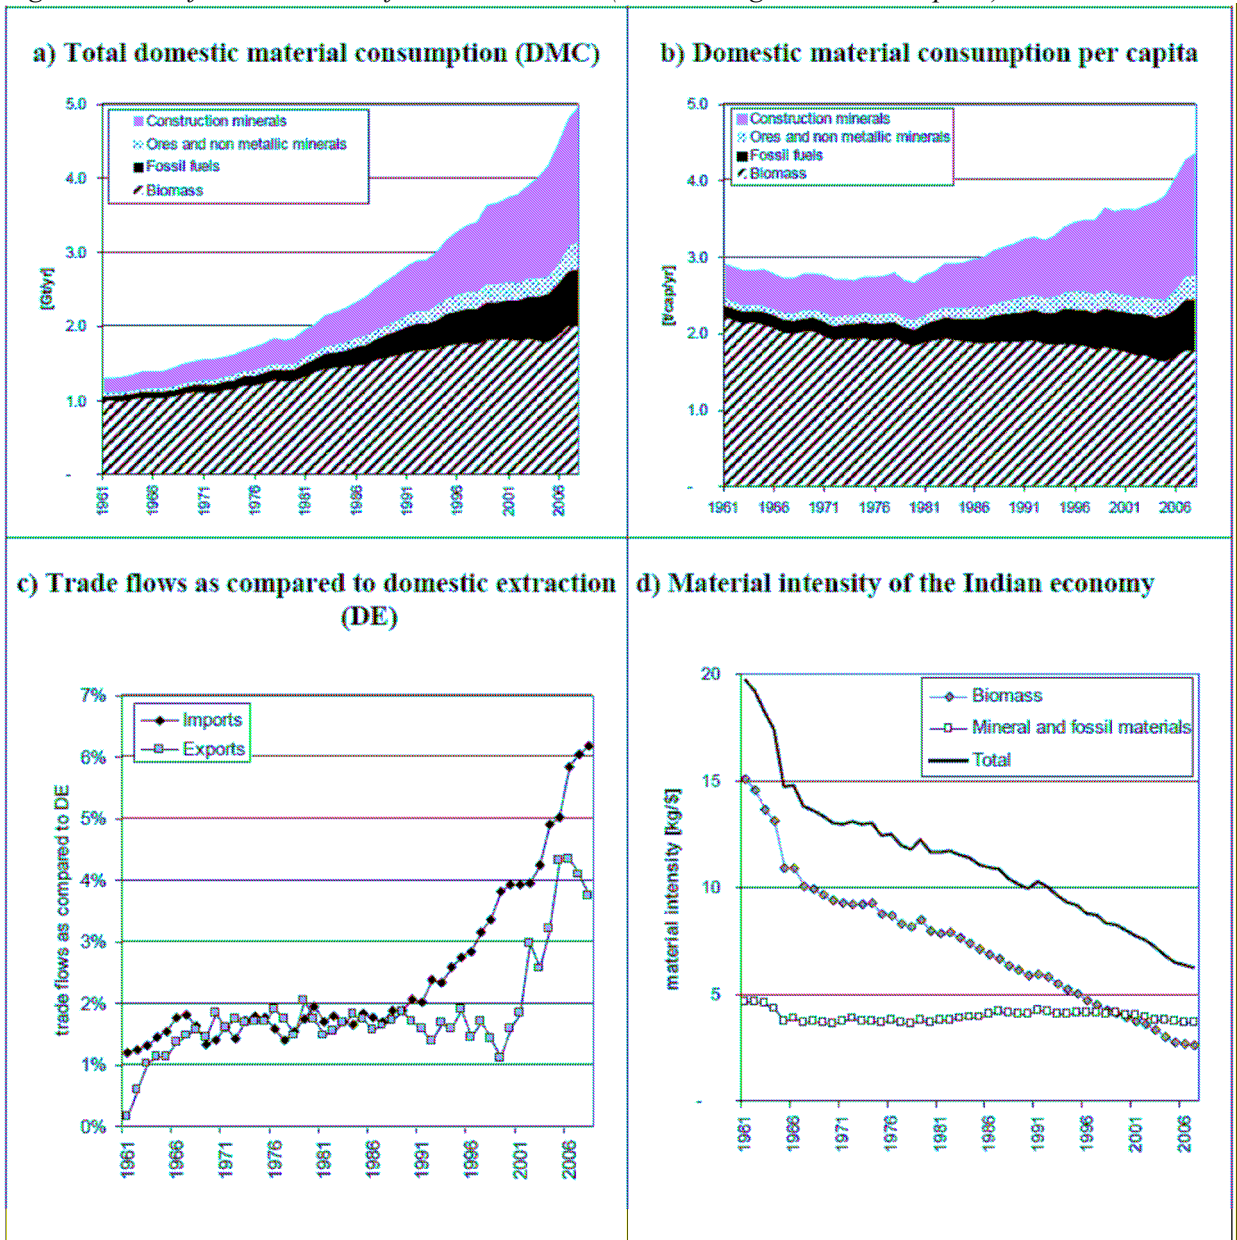 a) Total domestic material consumption (DMC)
5.0
4.0
3.0
2.0
1.0
-
[Gt/yr]
Construction minerals
Ores and non metallic minerals
Fossil fuels
Biomass
1961
1966
1971
1976
1981
1986
1991
1996
2001
2006
b) Domestic material consumption per capita
5.0
4.0
3.0
2.0
1.0
-
[t/cap/yr]
Construction minerals
Ores and non metallic minerals
Fossil fuels
Biomass
1961
1966
1971
1976
1981
1986
1991
1996
2001
2006
c) Trade flows as compared to domestic extraction
(DE)
7%
6%
5%
4%
3%
2%
1%
0%
trade flows as compared to DE
Imports
Exports
1961
1966
1971
1976
1981
1986
1991
1996
2001
2006
d) Material intensity of the Indian economy
20
15
10
5
-
material intensity [kg/$]
Biomass
Mineral and fossil materials
Total
1961
1966
1971
1976
1981
1986
1991
1996
2001
2006